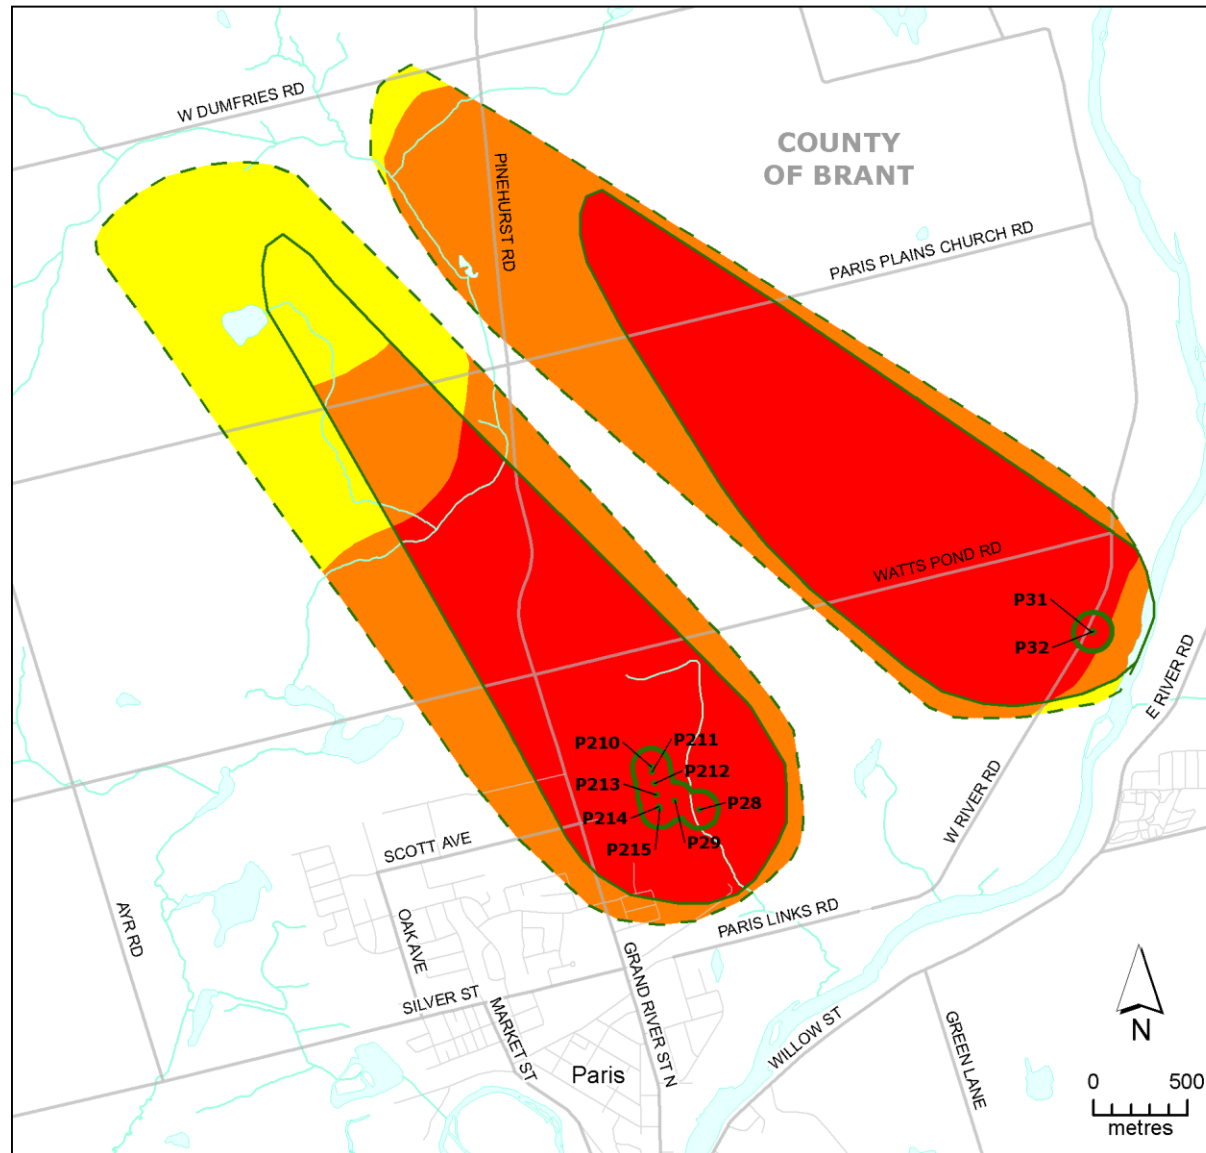 W DUMFRIES RD
COUNTY
OF BRANT
PINEHURST RD
PARIS PLAINS CHURCH RD
WATTS POND RD
P31
P32
E RIVER RD
P210
P211
P212
P213
P28
P214
P215
P29
W RIVER RD
SCOTT AVE
AYR RD
OAK AVE
PARIS LINKS RD
GRAND RIVER ST N
SILVER ST
MARKET ST
WILLOW ST
GREEN LANE
Paris
N
0 500
metres